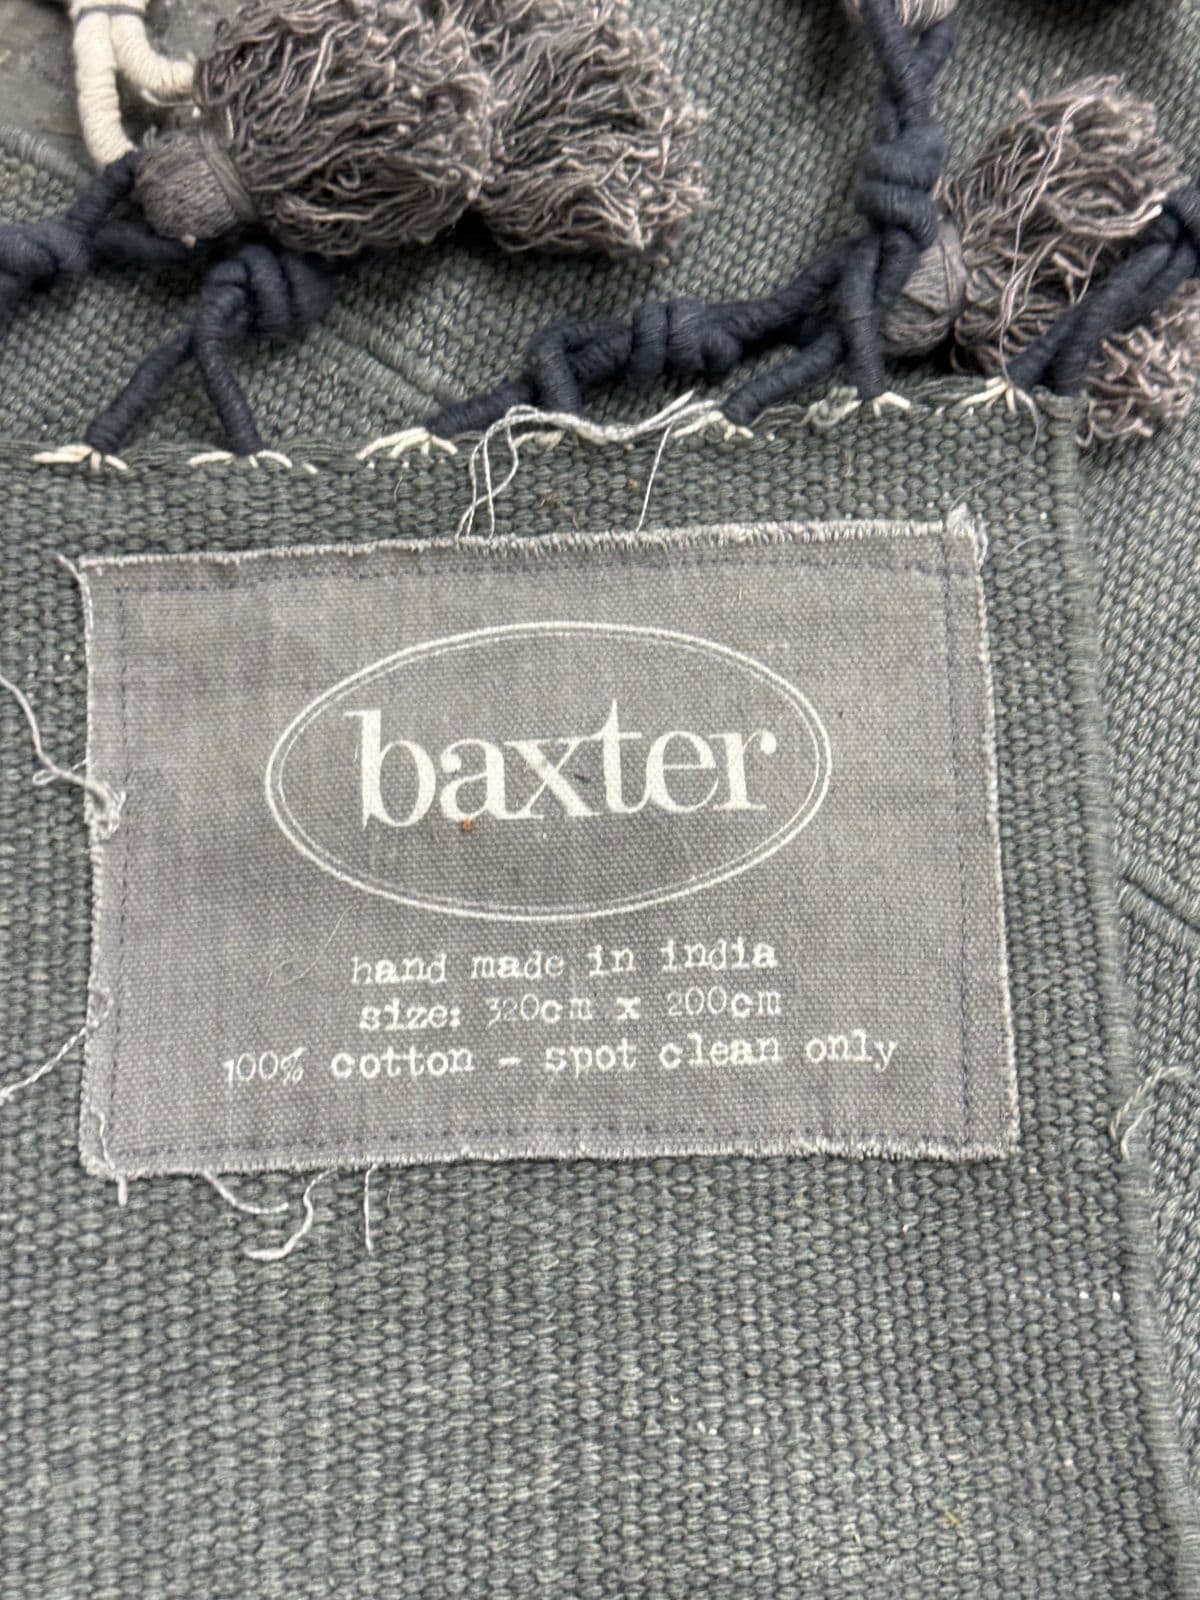 baxter
hand made in india
size: 320cm x 200cm
100% cotton - spot clean only